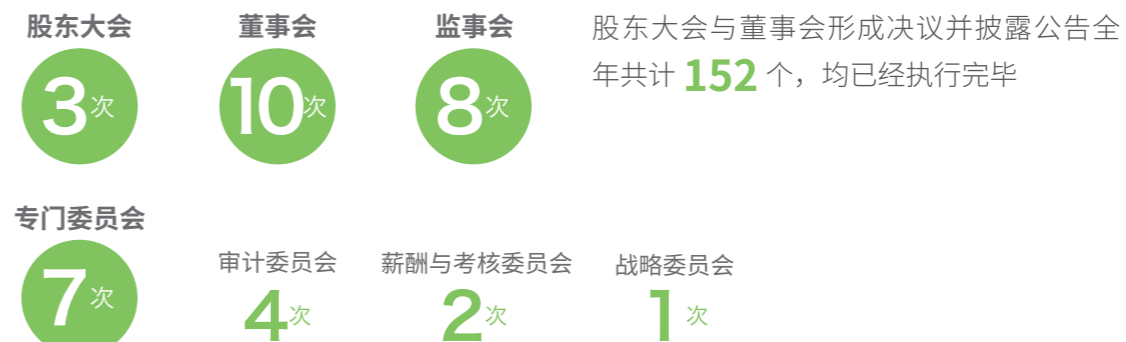 股东大会 董事会 监事会
3次 10次 8次
股东大会与董事会形成决议并披露公告全
年共计 152 个，均已经执行完毕
专门委员会
7次
审计委员会 薪酬与考核委员会 战略委员会
4次 2次 1次